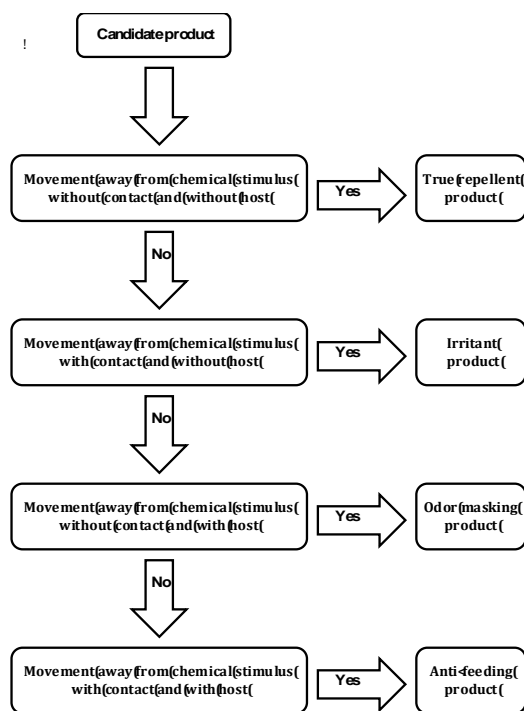 !
Candidate product
Movement(away(from(chemical(stimulus(
without(contact(and(without(host(
Yes
True(repellent(
product(
No
Movement(away(from(chemical(stimulus(
with(contact(and(without(host(
Yes
Irritant(
product(
No
Movement(away(from(chemical(stimulus(
without(contact(and(with(host(
Yes
Odor(masking(
product(
No
Movement(away(from(chemical(stimulus(
with(contact(and(with(host(
Yes
Anti<feeding(
product(